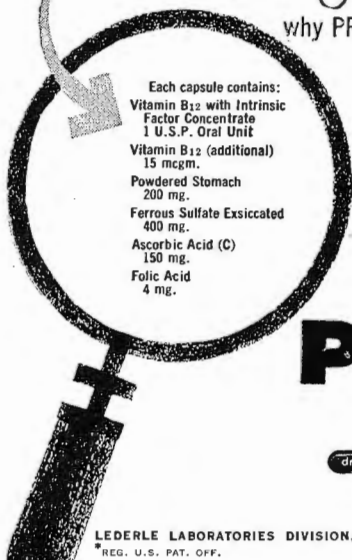 why
Each capsule contains:
Vitamin B12 with Intrinsic
Factor Concentrate
1 U.S.P. Oral Unit
Vitamin B12 (additional)
15 mcgm.
Powdered Stomach
200 mg.
Ferrous Sulfate Exsiccated
400 mg.
Ascorbic Acid (C)
150 mg.
Folic Acid
4 mg.
P
LEDERLE LABORATORIES DIVISION,
*REG. U.S. PAT. OFF.